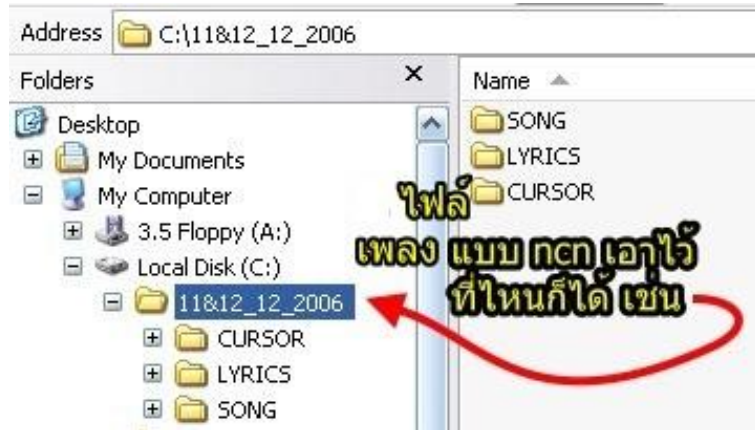 Address C:\11&12_12_2006
Folders
Name
Desktop
My Documents
My Computer
3.5 Floppy (A:)
Local Disk (C:)
11&12_12_2006
CURSOR
LYRICS
SONG
SONG
LYRICS
CURSOR
ไฟล์
เพลง แบบ ncn เอาไว้
ที่ไหนก็ได้ เช่น